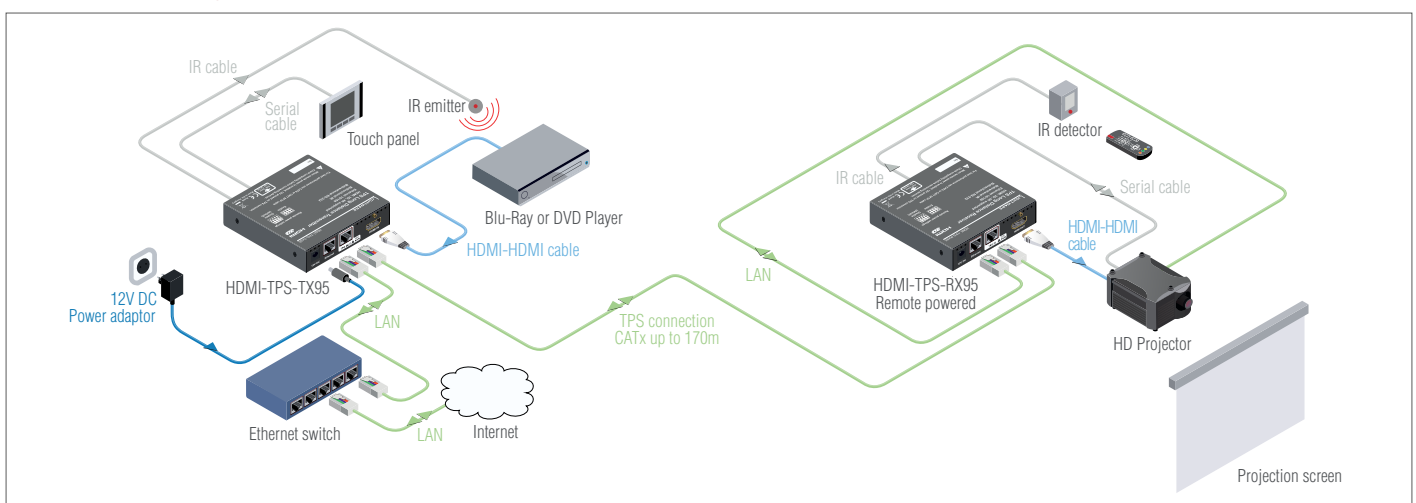 IR cable
Serial
cable
Touch panel
IR emitter
Blu-Ray or DVD Player
HDMI-HDMI cable
HDMI-TPS-TX95
12V DC
Power adaptor
LAN
Ethernet switch
LAN
Internet
TPS connection
CATx up to 170m
LAN
IR cable
IR detector
Serial cable
HDMI-HDMI
cable
HDMI-TPS-RX95
Remote powered
HD Projector
Projection screen